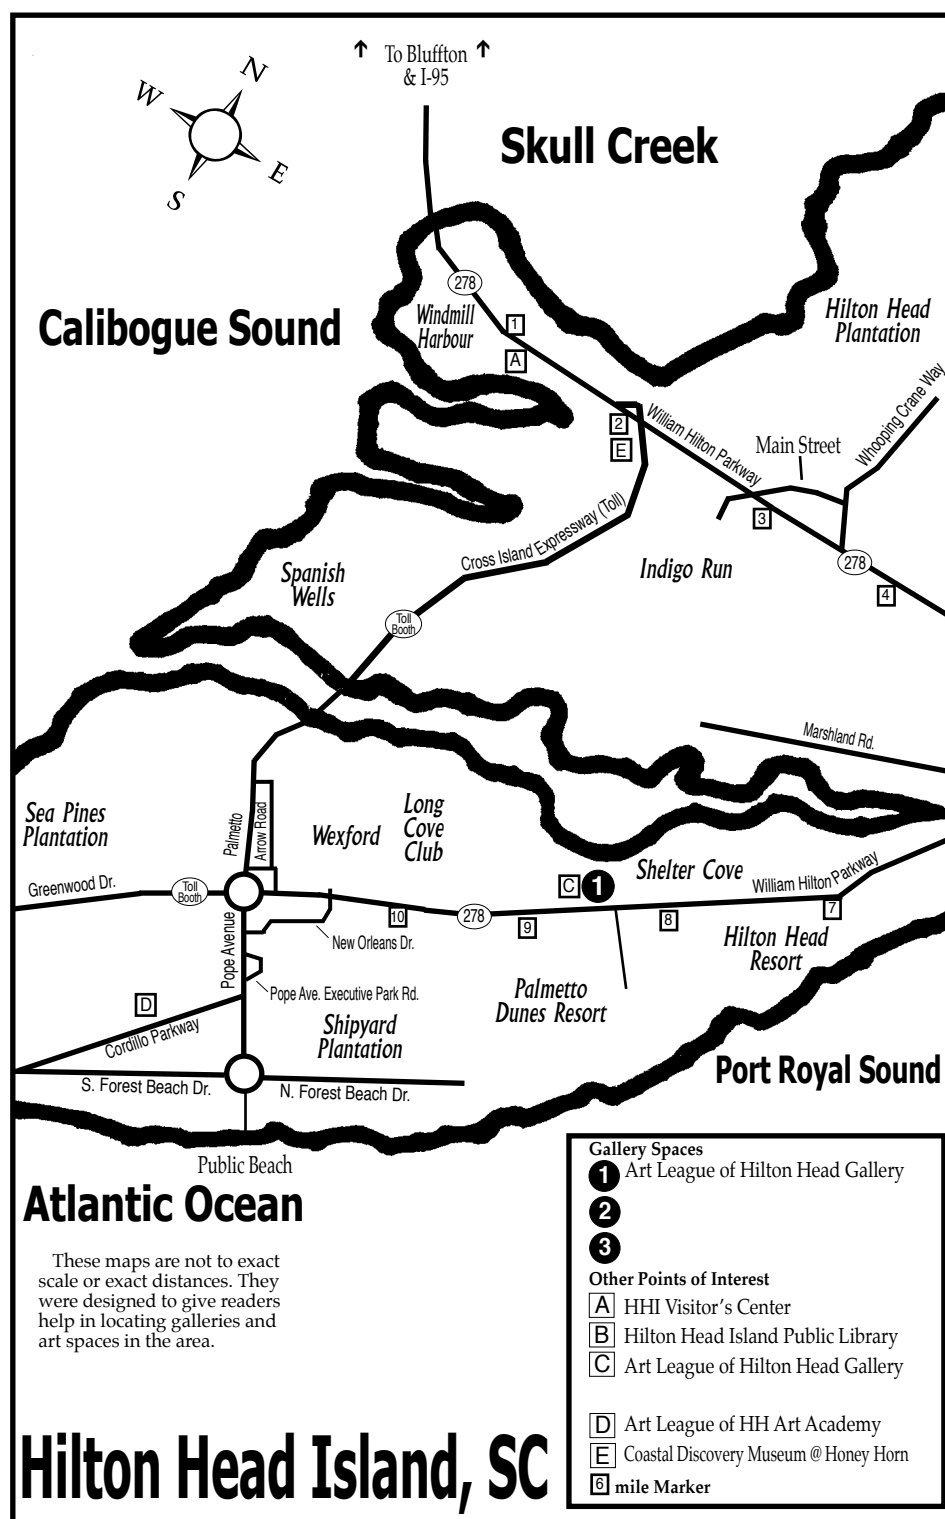 To Bluffton
& I-95
N
W
E
S
Skull Creek
278
Windmill
Harbour
1
A
Calibogue Sound
Hilton Head
Plantation
Whooping Crane Way
2
E
William Hilton Parkway
Main Street
3
278
4
Cross Island Expressway (Toll)
Indigo Run
Spanish
Wells
Toll
Booth
Marshland Rd.
Sea Pines
Plantation
Palmetto
Arrow Road
Wexford
Long
Cove
Club
Shelter Cove
C
1
William Hilton Parkway
Greenwood Dr.
Toll
Booth
10
278
9
8
7
New Orleans Dr.
Pope Avenue
Hilton Head
Resort
Pope Ave. Executive Park Rd.
Palmetto
Dunes Resort
D
Cordillo Parkway
Shipyard
Plantation
S. Forest Beach Dr.
N. Forest Beach Dr.
Port Royal Sound
Public Beach
Atlantic Ocean
These maps are not to exact
scale or exact distances. They
were designed to give readers
help in locating galleries and
art spaces in the area.
Gallery Spaces
1 Art League of Hilton Head Gallery
2
3
Other Points of Interest
A HHI Visitor's Center
B Hilton Head Island Public Library
C Art League of Hilton Head Gallery
D Art League of HH Art Academy
E Coastal Discovery Museum @ Honey Horn
6 mile Marker
Hilton Head Island, SC